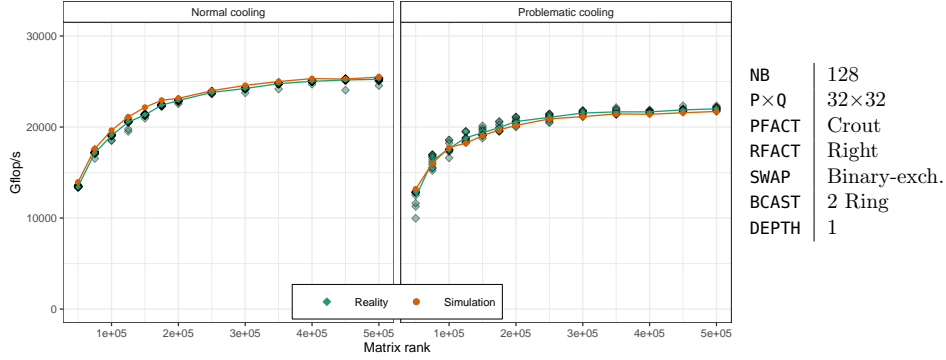 Normal cooling
Problematic cooling
Gflop/s
30000
20000
10000
0
1e+05 2e+05 3e+05 4e+05 5e+05
1e+05 2e+05 3e+05 4e+05 5e+05
Matrix rank
Reality Simulation
NB 128
P×Q 32×32
PFACT Crout
RFACT Right
SWAP Binary-exch.
BCAST 2 Ring
DEPTH 1